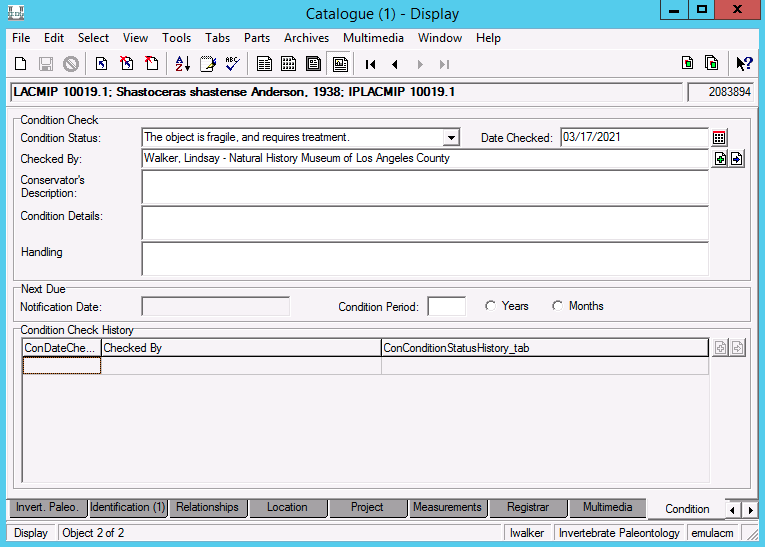 Catalogue (1) - Display
File Edit Select View Tools Tabs Parts Archives Multimedia Window Help
LACMIP 10019.1; Shastoceras shastense Anderson, 1938; IPLACMIP 10019.1 2083894
Condition Check
Condition Status: The object is fragile, and requires treatment. Date Checked: 03/17/2021
Checked By: Walker, Lindsay - Natural History Museum of Los Angeles County
Conservator's
Description:
Condition Details:
Handling
Next Due
Notification Date: Condition Period: Years Months
Condition Check History
ConDateChe... Checked By ConConditionStatusHistory_tab
Invert. Paleo. Identification (1) Relationships Location Project Measurements Registrar Multimedia Condition
Display Object 2 of 2 lwalker Invertebrate Paleontology emulacm